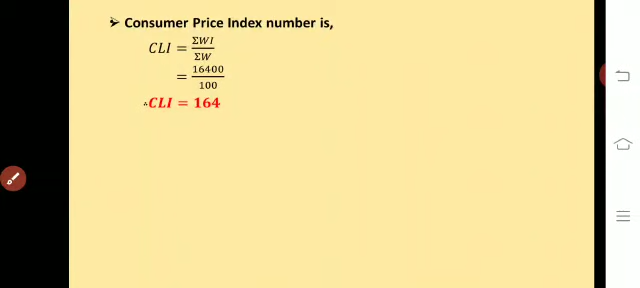 ➢ Consumer Price Index number is,
CLI = ΣWI / ΣW
= 16400 / 100
∴CLI = 164